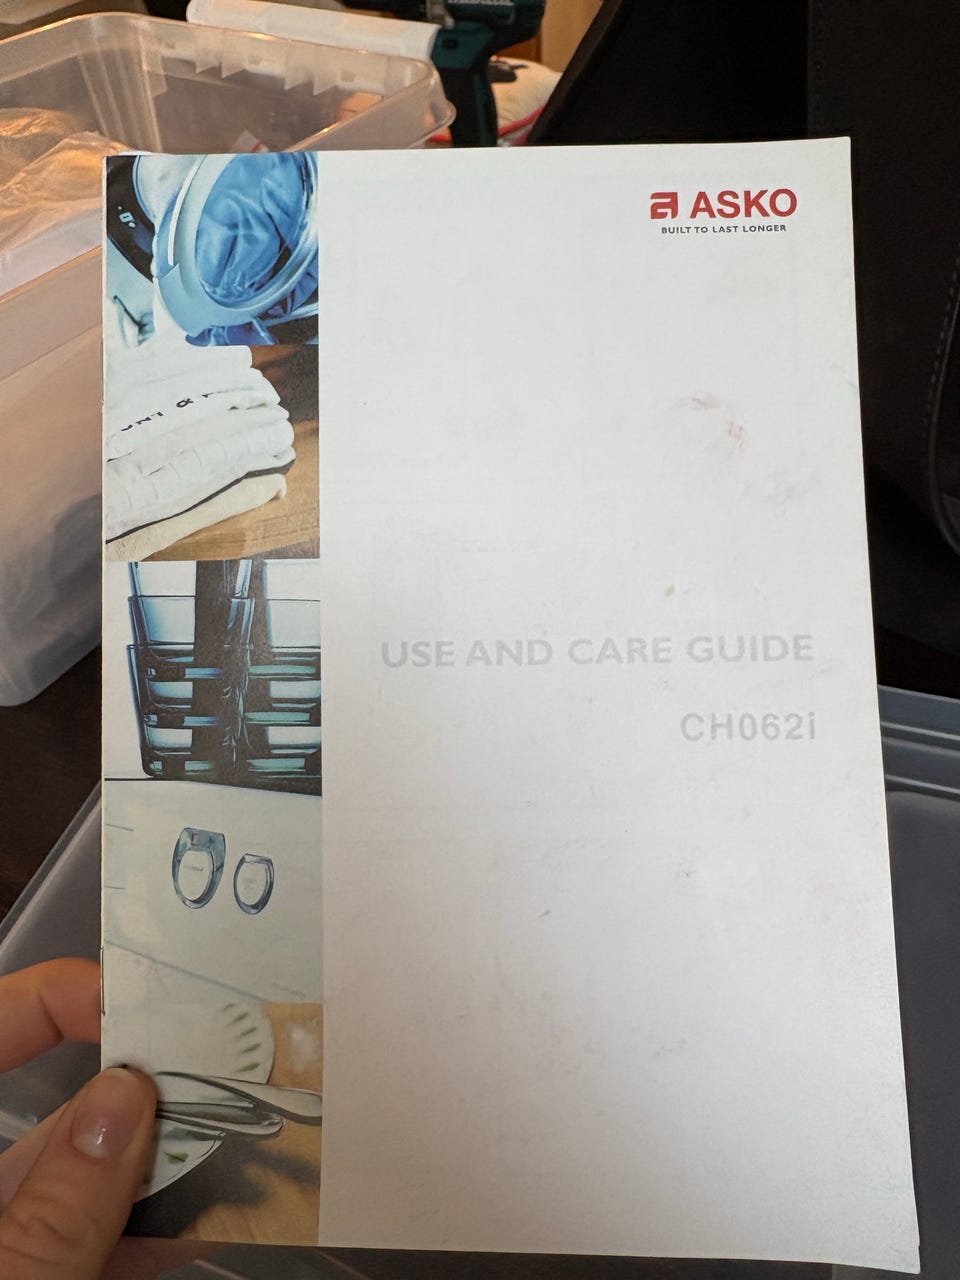 ASKO
BUILT TO LAST LONGER
USE AND CARE GUIDE
CH062i